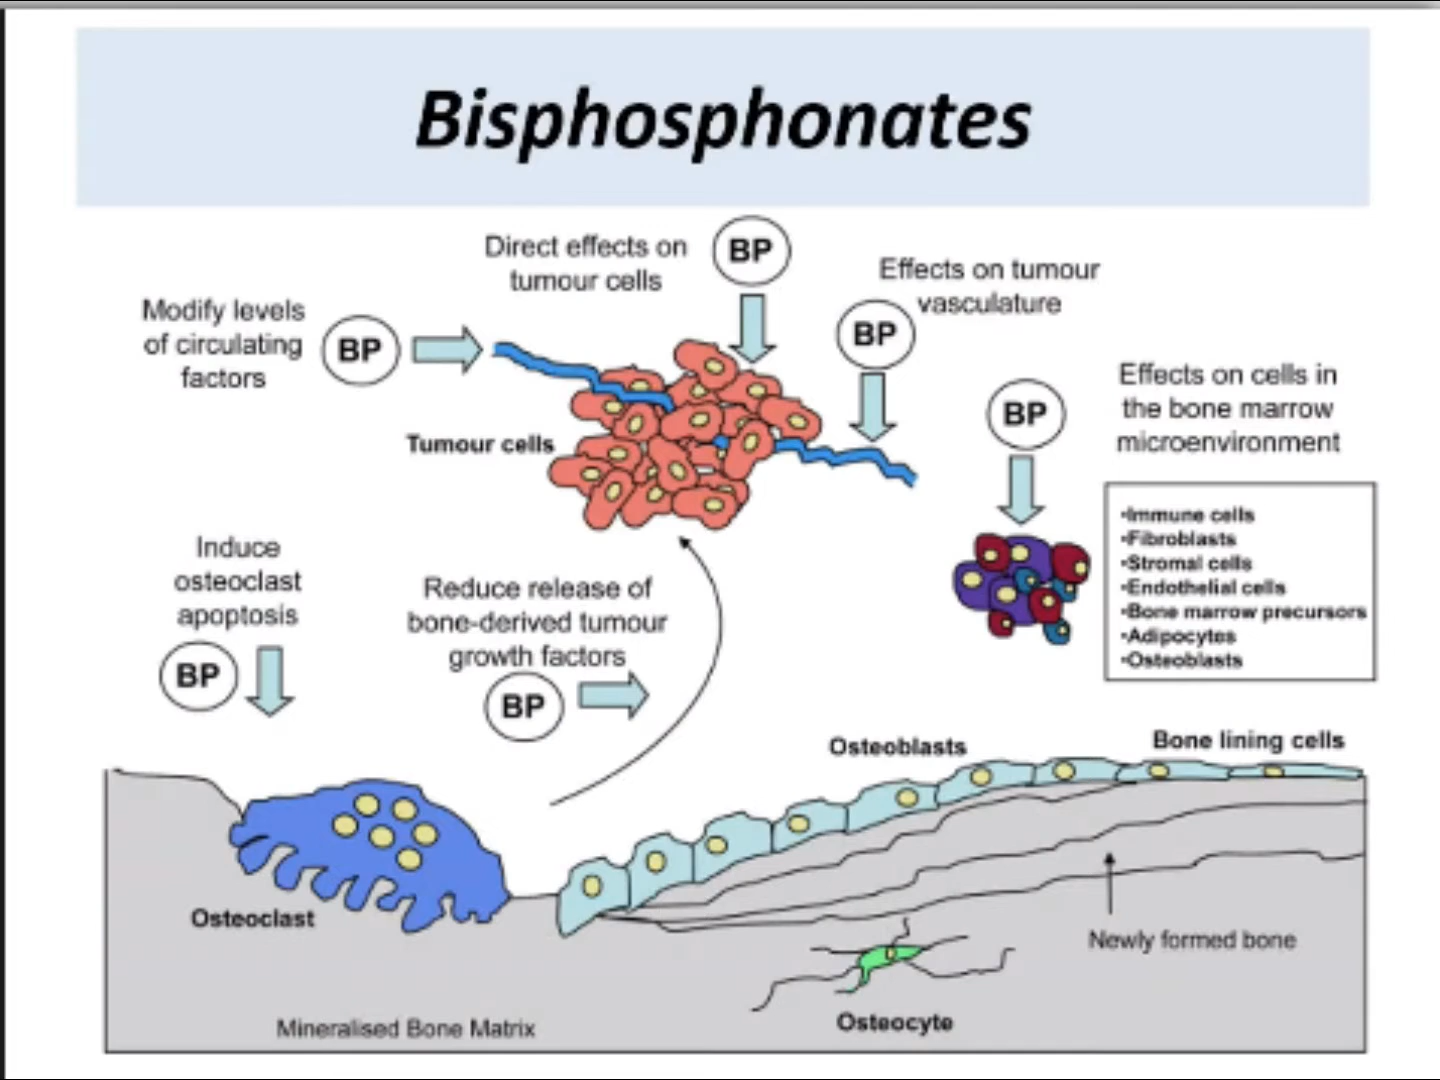 Bisphosphonates
Direct effects on
tumour cells
BP
Effects on tumour
vasculature
BP
Modify levels
of circulating
factors
BP
Effects on cells in
the bone marrow
microenvironment
BP
Tumour cells
•Immune cells
•Fibroblasts
•Stromal cells
•Endothelial cells
•Bone marrow precursors
•Adipocytes
•Osteoblasts
Induce
osteoclast
apoptosis
BP
Reduce release of
bone-derived tumour
growth factors
BP
Osteoblasts
Bone lining cells
Osteoclast
Newly formed bone
Osteocyte
Mineralised Bone Matrix